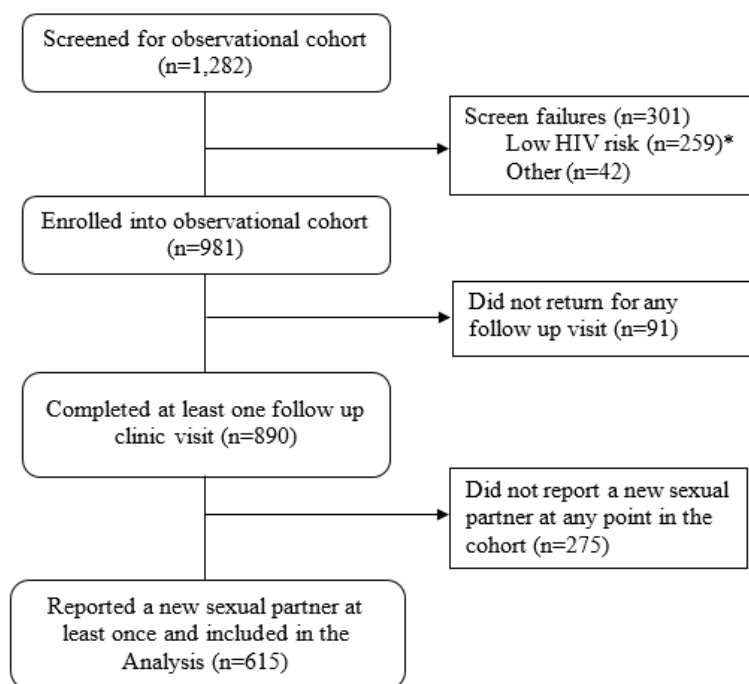 Screened for observational cohort
(n=1,282)
Screen failures (n=301)
Low HIV risk (n=259)*
Other (n=42)
Enrolled into observational cohort
(n=981)
Did not return for any
follow up visit (n=91)
Completed at least one follow up
clinic visit (n=890)
Did not report a new sexual
partner at any point in the
cohort (n=275)
Reported a new sexual partner at
least once and included in the
Analysis (n=615)